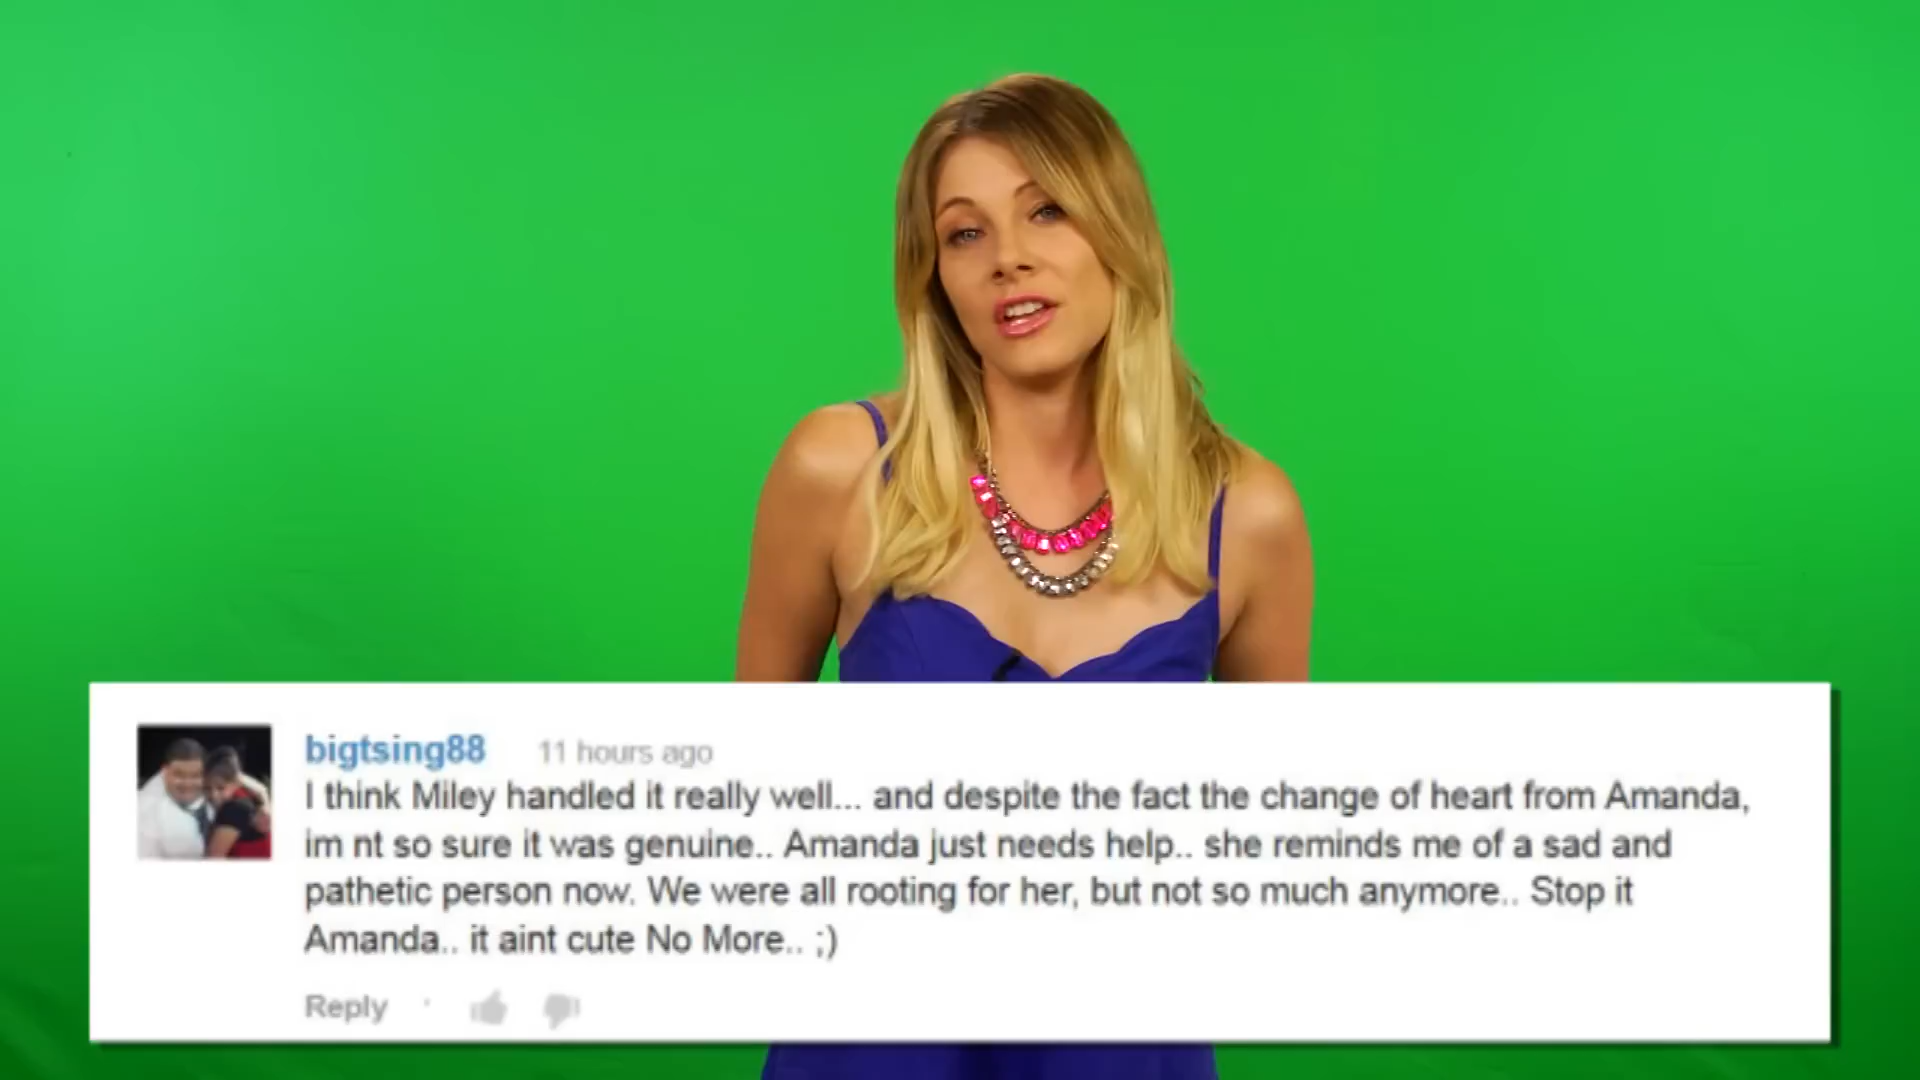 bigtsing88 11 hours ago
I think Miley handled it really well... and despite the fact the change of heart from Amanda,
im nt so sure it was genuine.. Amanda just needs help.. she reminds me of a sad and
pathetic person now. We were all rooting for her, but not so much anymore.. Stop it
Amanda.. it aint cute No More.. ;)
Reply